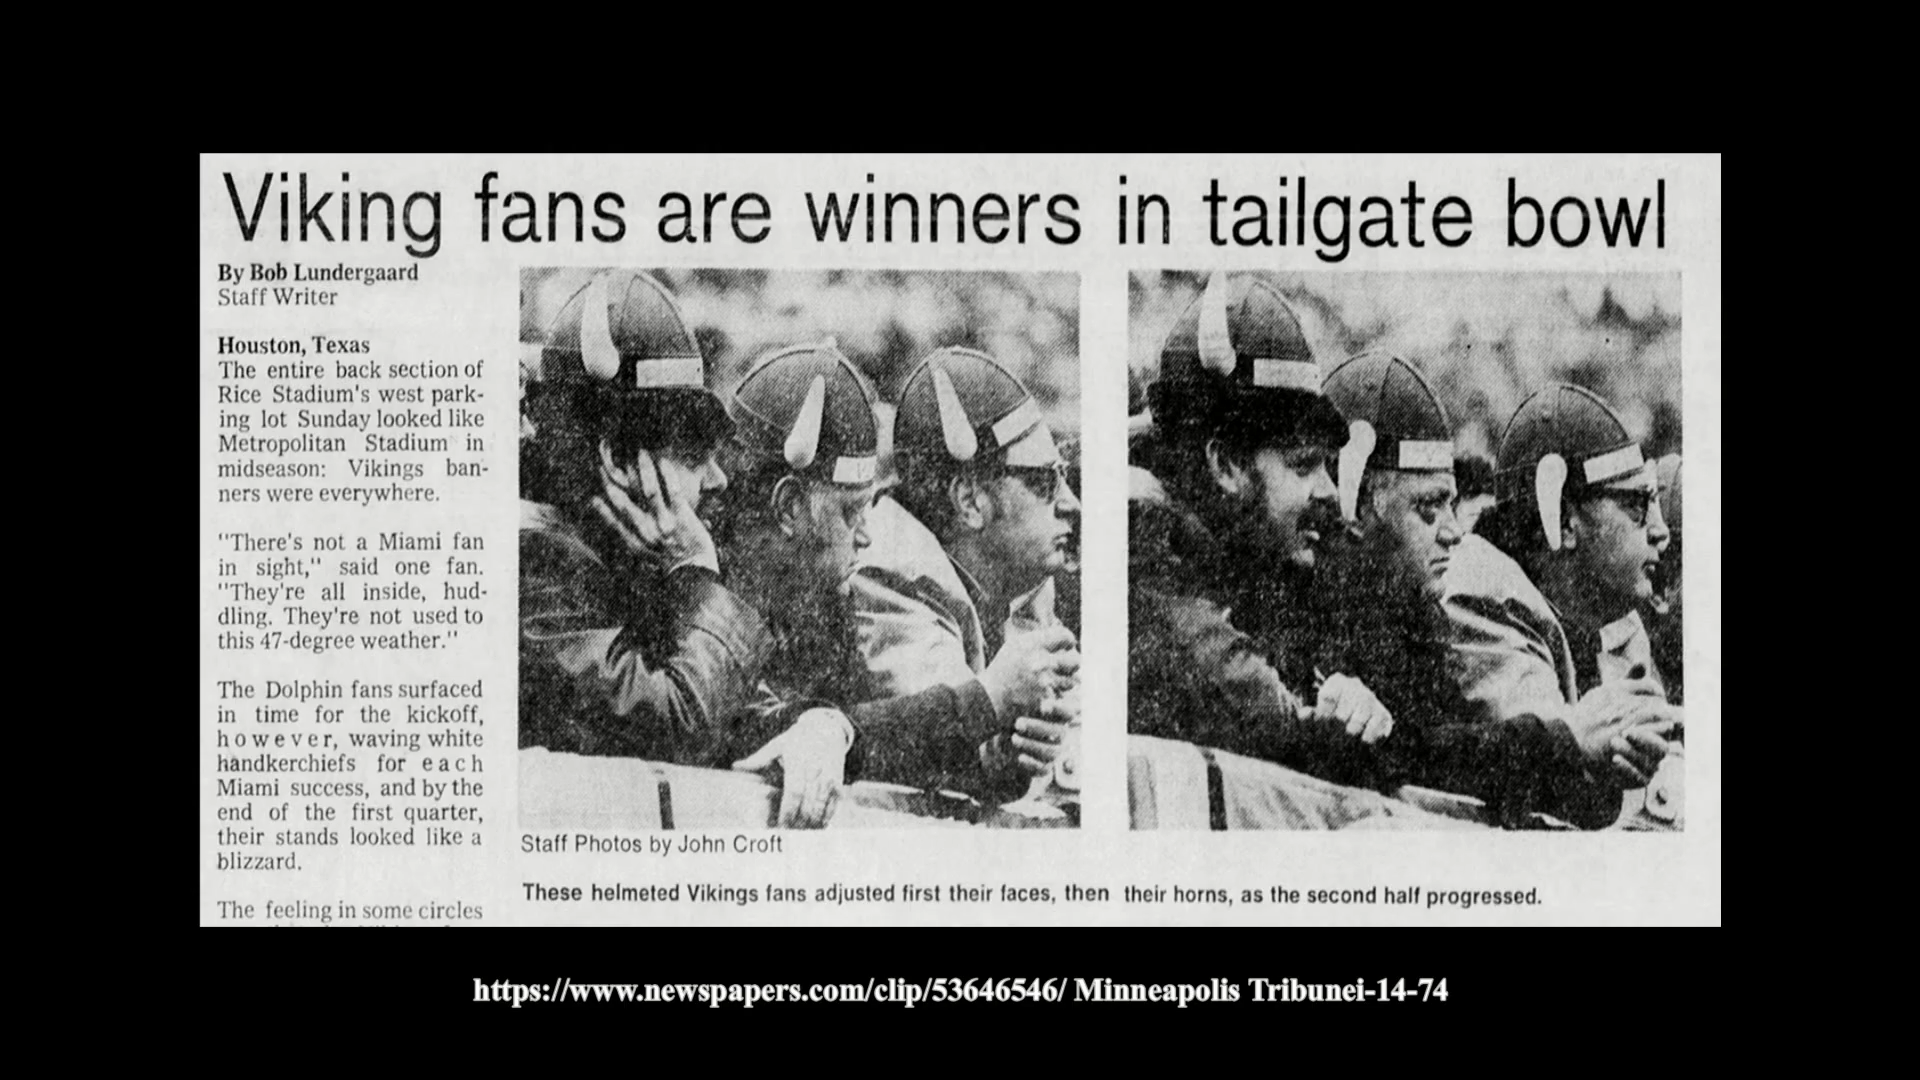 Viking fans are winners in tailgate bowl
By Bob Lundergaard
Staff Writer
Houston, Texas
The entire back section of
Rice Stadium's west park-
ing lot Sunday looked like
Metropolitan Stadium in
midseason: Vikings ban-
ners were everywhere.
"There's not a Miami fan
in sight," said one fan.
"They're all inside, hud-
dling. They're not used to
this 47-degree weather."
The Dolphin fans surfaced
in time for the kickoff,
however, waving white
handkerchiefs for each
Miami success, and by the
end of the first quarter,
their stands looked like a
blizzard.
The feeling in some circles
Staff Photos by John Croft
These helmeted Vikings fans adjusted first their faces, then their horns, as the second half progressed.
https://www.newspapers.com/clip/53646546/ Minneapolis Tribunei-14-74